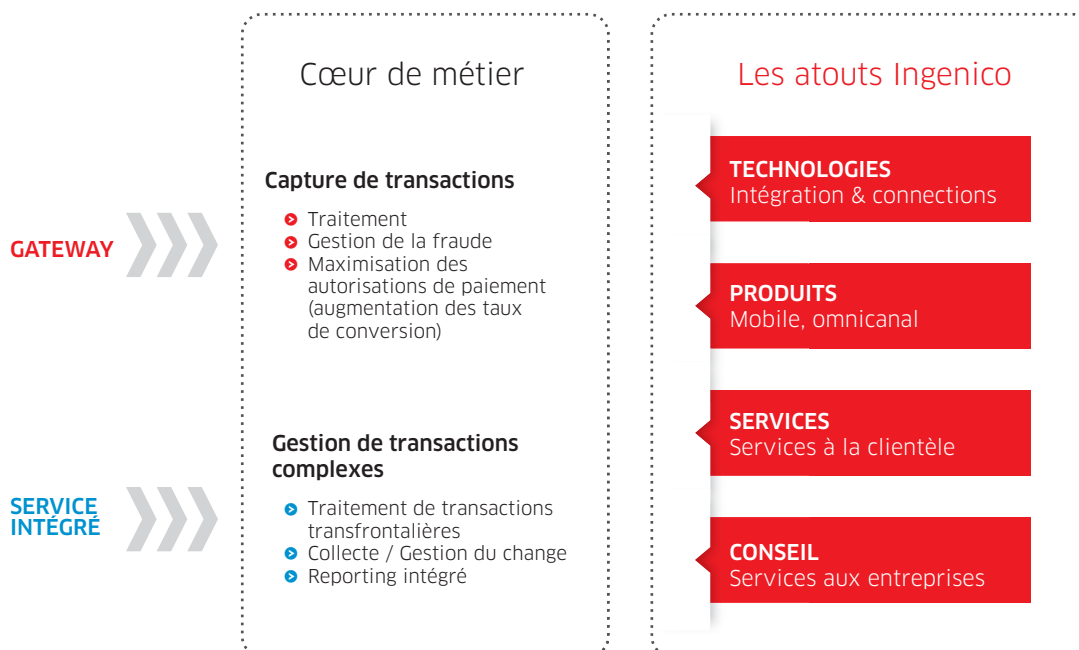 Cœur de métier
Les atouts Ingenico
GATEWAY
Capture de transactions
Traitement
Gestion de la fraude
Maximisation des
autorisations de paiement
(augmentation des taux
de conversion)
SERVICE
INTÉGRÉ
Gestion de transactions
complexes
Traitement de transactions
transfrontalières
Collecte / Gestion du change
Reporting intégré
TECHNOLOGIES
Intégration & connections
PRODUITS
Mobile, omnicanal
SERVICES
Services à la clientèle
CONSEIL
Services aux entreprises